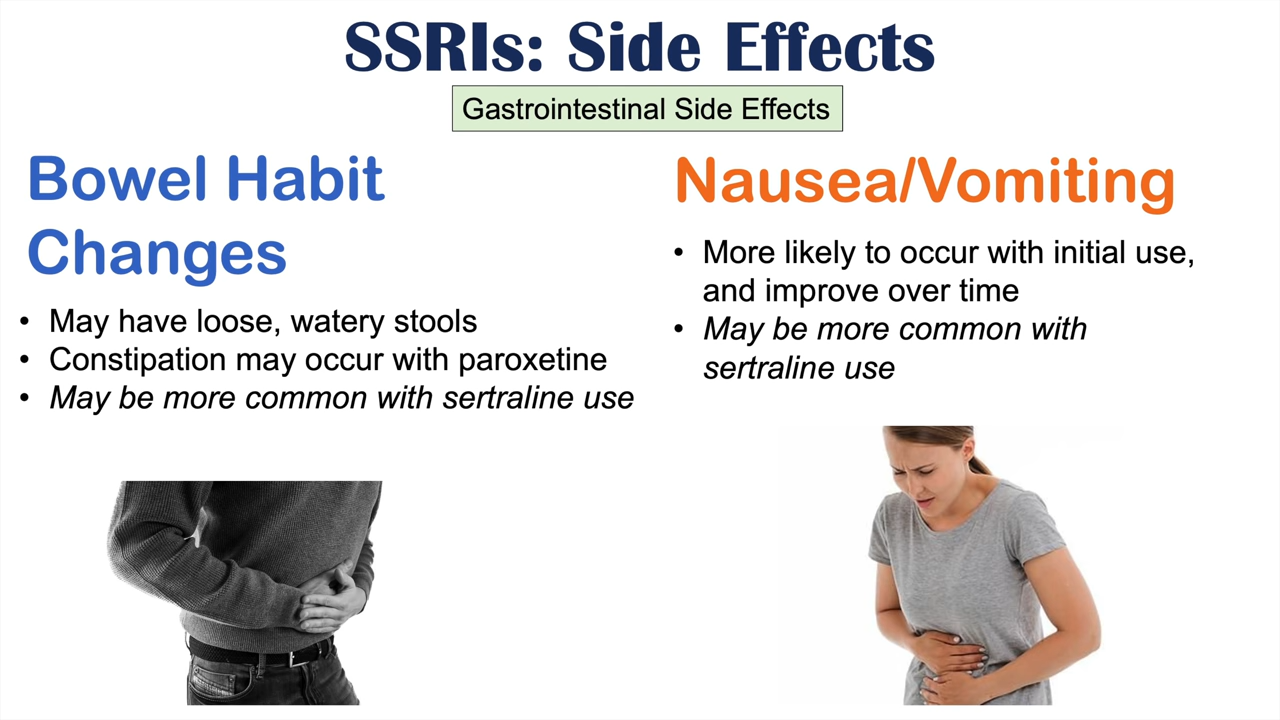 SSRIs: Side Effects
Gastrointestinal Side Effects
Bowel Habit
Changes
• May have loose, watery stools
• Constipation may occur with paroxetine
• May be more common with sertraline use
Nausea/Vomiting
• More likely to occur with initial use,
and improve over time
• May be more common with
sertraline use